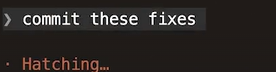 ❯ commit these fixes
· Hatching…